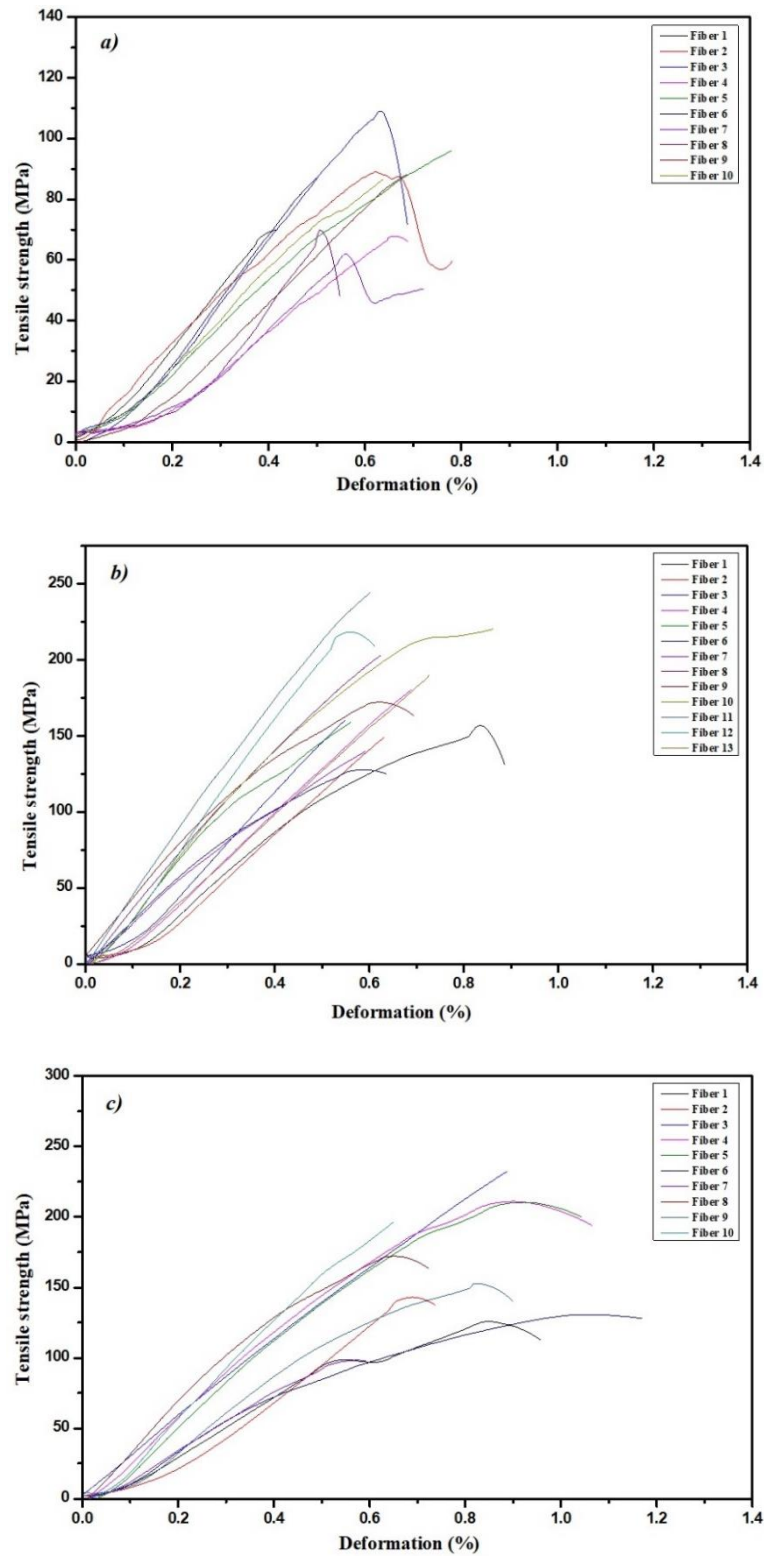 a)
140
120
100
80
60
40
20
0
Tensile strength (MPa)
0.0 0.2 0.4 0.6 0.8 1.0 1.2 1.4
Deformation (%)
Fiber 1
Fiber 2
Fiber 3
Fiber 4
Fiber 5
Fiber 6
Fiber 7
Fiber 8
Fiber 9
Fiber 10
b)
250
200
150
100
50
0
Tensile strength (MPa)
0.0 0.2 0.4 0.6 0.8 1.0 1.2 1.4
Deformation (%)
Fiber 1
Fiber 2
Fiber 3
Fiber 4
Fiber 5
Fiber 6
Fiber 7
Fiber 8
Fiber 9
Fiber 10
Fiber 11
Fiber 12
Fiber 13
c)
300
250
200
150
100
50
0
Tensile strength (MPa)
0.0 0.2 0.4 0.6 0.8 1.0 1.2 1.4
Deformation (%)
Fiber 1
Fiber 2
Fiber 3
Fiber 4
Fiber 5
Fiber 6
Fiber 7
Fiber 8
Fiber 9
Fiber 10